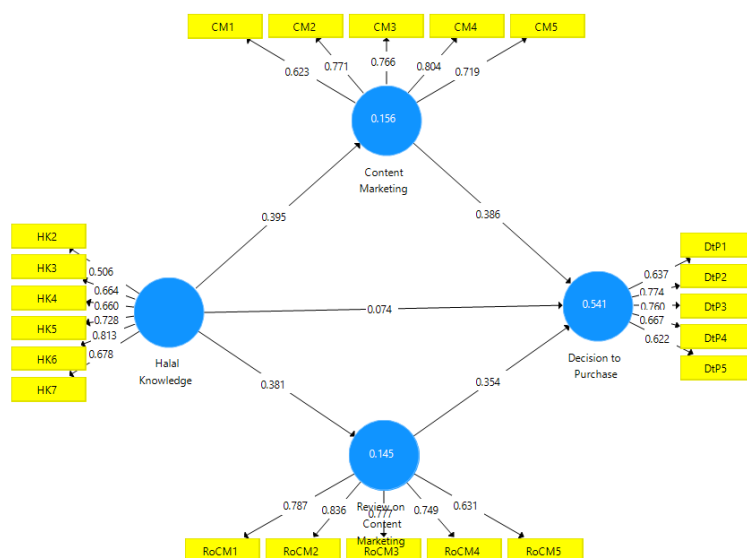 CM1 CM2 CM3 CM4 CM5
0.623 0.771 0.766 0.804 0.719
0.156
Content
Marketing
0.395
0.386
HK2
HK3
HK4
HK5
HK6
HK7
0.506
0.664
0.660
0.728
0.813
0.678
Halal
Knowledge
0.074
0.541
Decision to
Purchase
0.637
0.774
0.760
0.667
0.622
DtP1
DtP2
DtP3
DtP4
DtP5
0.381
0.354
0.145
Review on
Content
Marketing
0.787 0.836 0.777 0.749 0.631
RoCM1 RoCM2 RoCM3 RoCM4 RoCM5